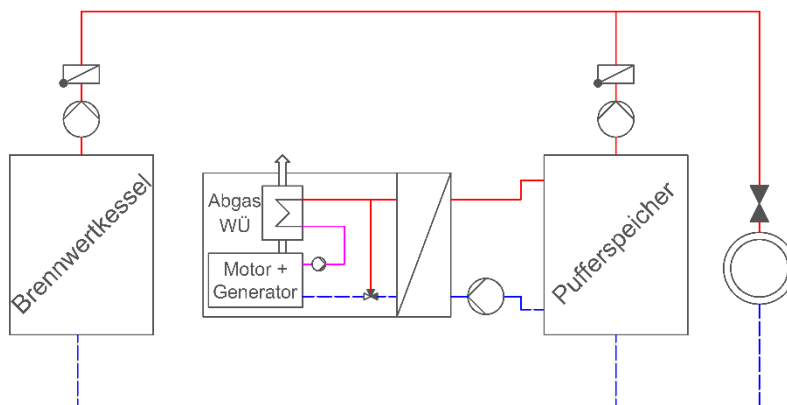 Brennwertkessel
Abgas
WÜ
Motor +
Generator
Pufferspeicher